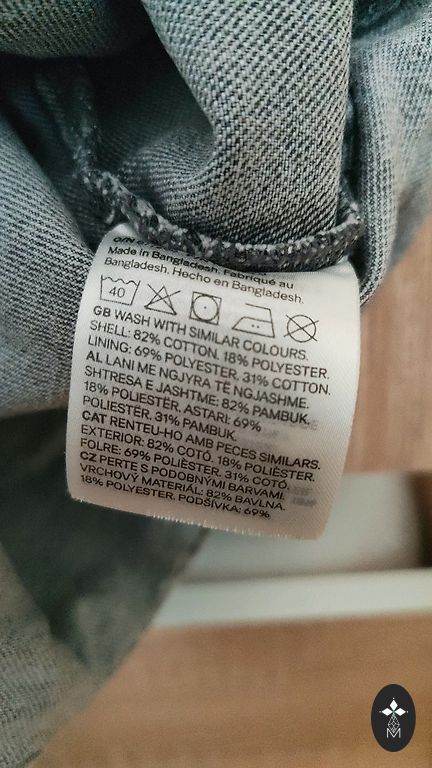 Made in Bangladesh. Fabriqué au
Bangladesh. Hecho en Bangladesh.
40
GB WASH WITH SIMILAR COLOURS.
SHELL: 82% COTTON. 18% POLYESTER.
LINING: 69% POLYESTER. 31% COTTON.
AL LANI ME NGJYRA TË NGJASHME.
SHTRESA E JASHTME: 82% PAMBUK.
18% POLIESTËR. ASTARI: 69%
POLIESTËR. 31% PAMBUK.
CAT RENTEU-HO AMB PECES SIMILARS.
EXTERIOR: 82% COTÓ. 18% POLIÈSTER.
FOLRE: 69% POLIÈSTER. 31% COTÓ.
CZ PERTE S PODOBNÝMI BARVAMI.
VRCHOVÝ MATERIÁL: 82% BAVLNA.
18% POLYESTER. PODŠÍVKA: 69%
M